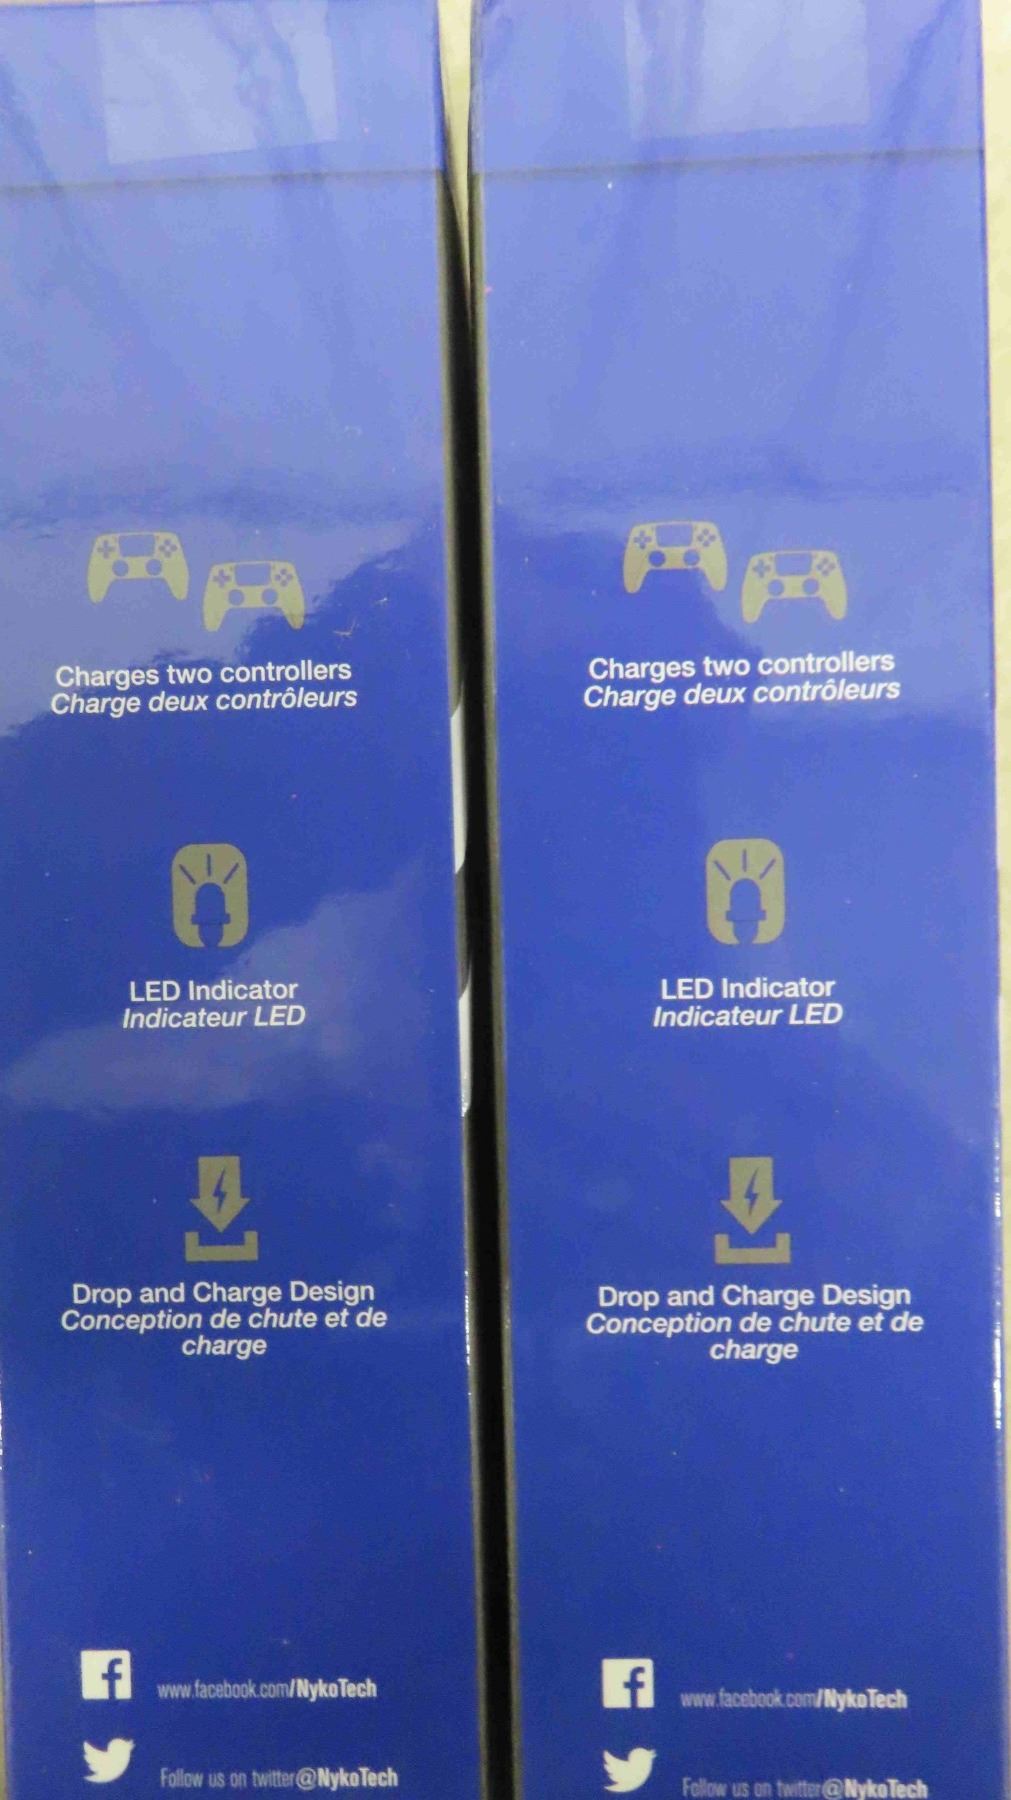 Charges two controllers
Charge deux contrôleurs
LED Indicator
Indicateur LED
Drop and Charge Design
Conception de chute et de
charge
www.facebook.com/NykoTech
Follow us on twitter@NykoTech
Charges two controllers
Charge deux contrôleurs
LED Indicator
Indicateur LED
Drop and Charge Design
Conception de chute et de
charge
www.facebook.com/NykoTech
Follow us on twitter@NykoTech